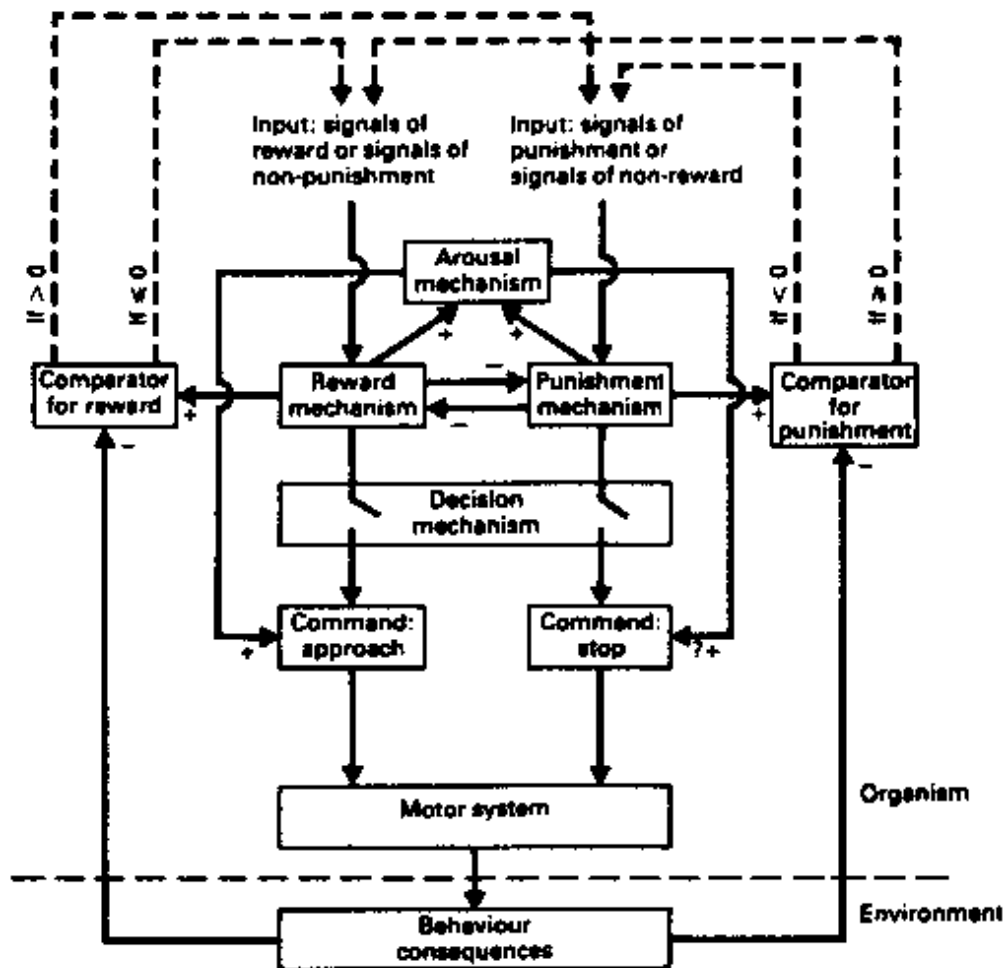 Input: signals of
reward or signals of
non-punishment
Input: signals of
punishment or
signals of non-reward
Arousal
mechanism
If > 0
If ⩽ 0
If < 0
+
+
Comparator
for reward
+
Reward
mechanism
−
−
Punishment
mechanism
+
Comparator
for
punishment
−
−
Decision
mechanism
Command:
approach
+
Command:
stop
? +
Motor system
Organism
Environment
Behaviour
consequences